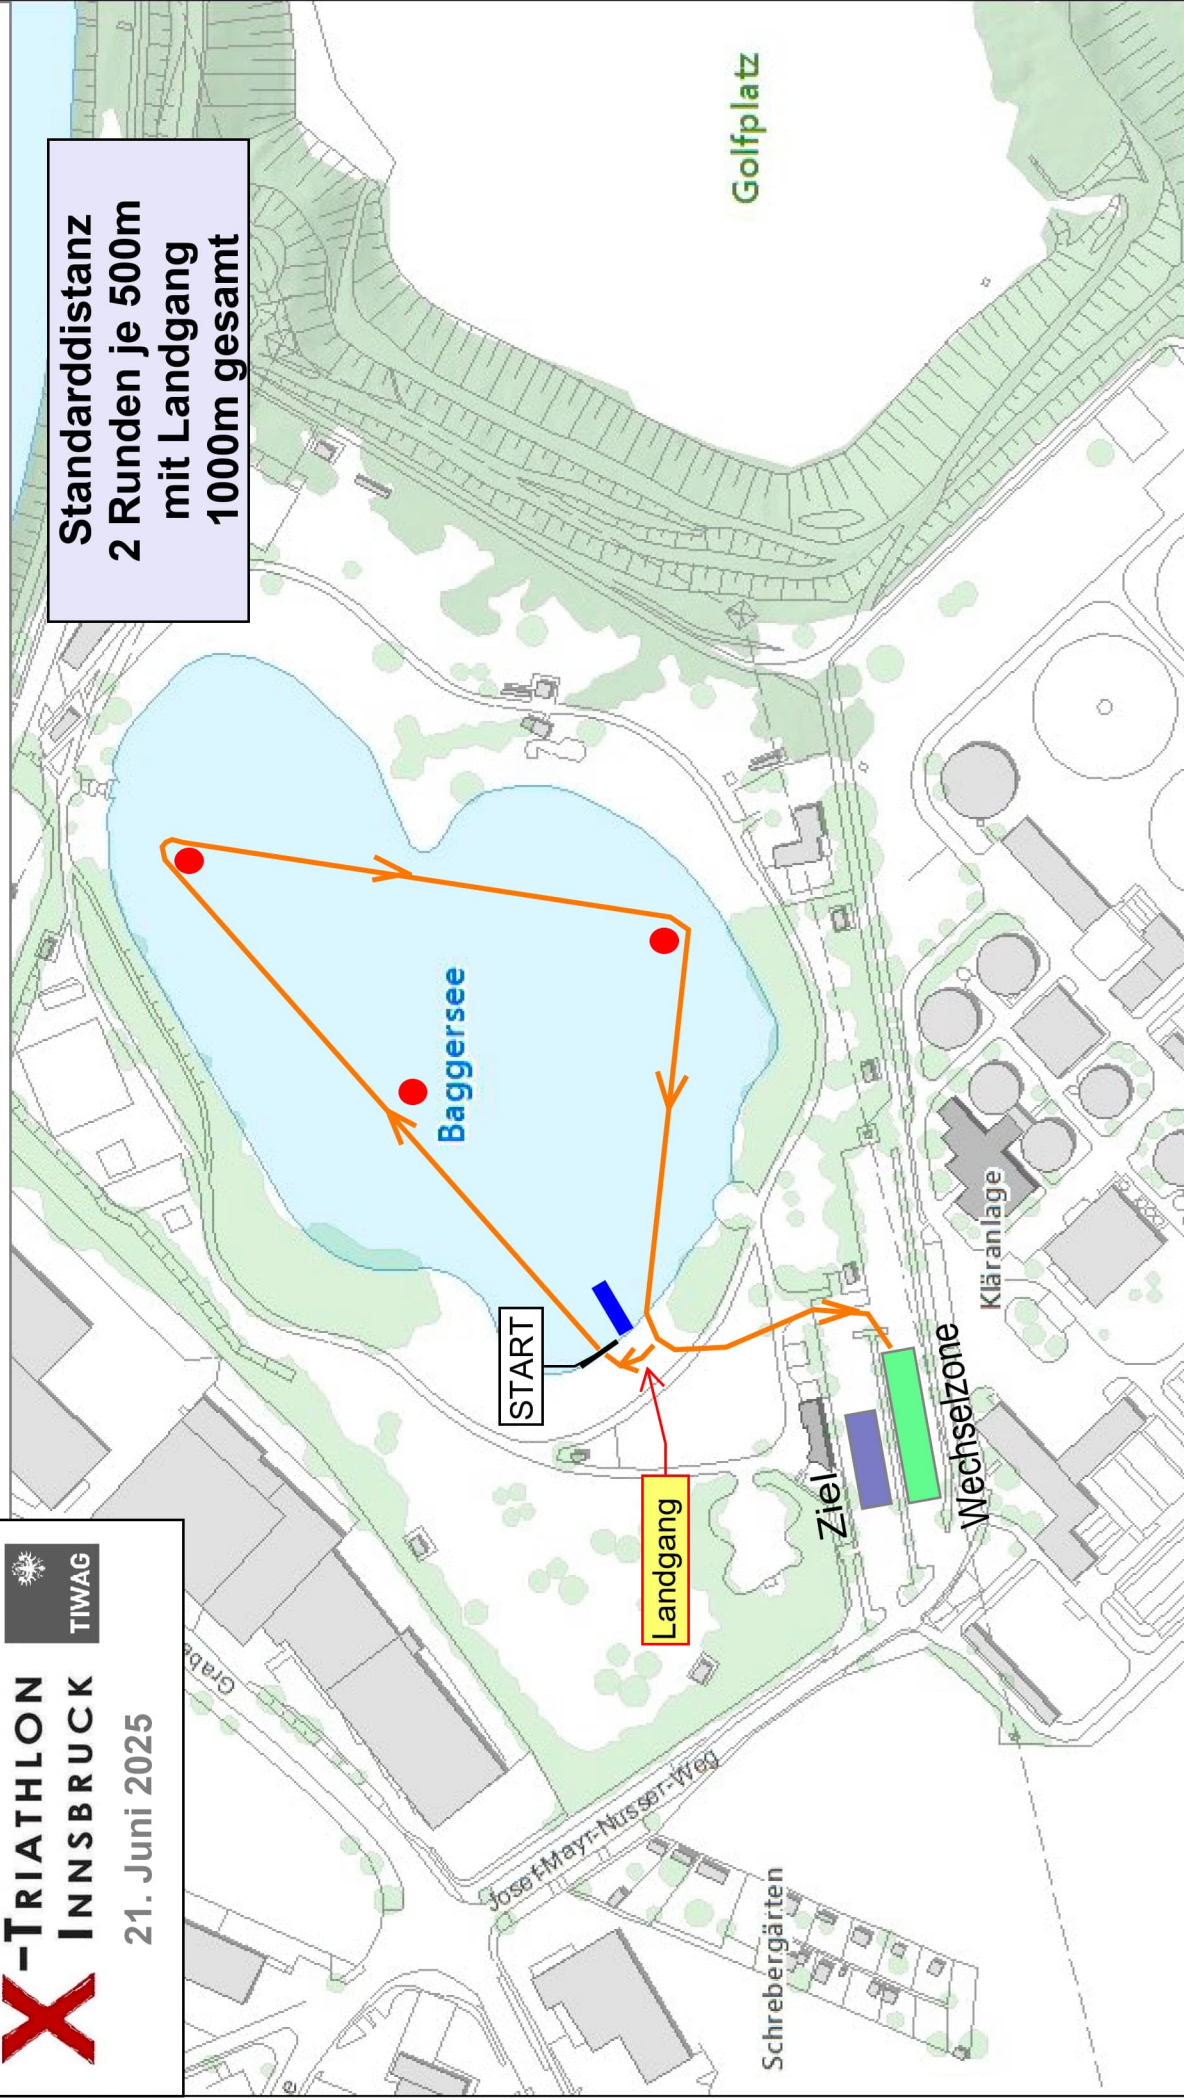 X-TRIATHLON
INNSBRUCK
21. Juni 2025
TIWAG
Standarddistanz
2 Runden je 500m
mit Landgang
1000m gesamt
Golfplatz
Baggersee
START
Landgang
Ziel
Wechselzone
Kläranlage
Josef-Mayr-Nusser-Weg
Schrebergärten
Grabe
e